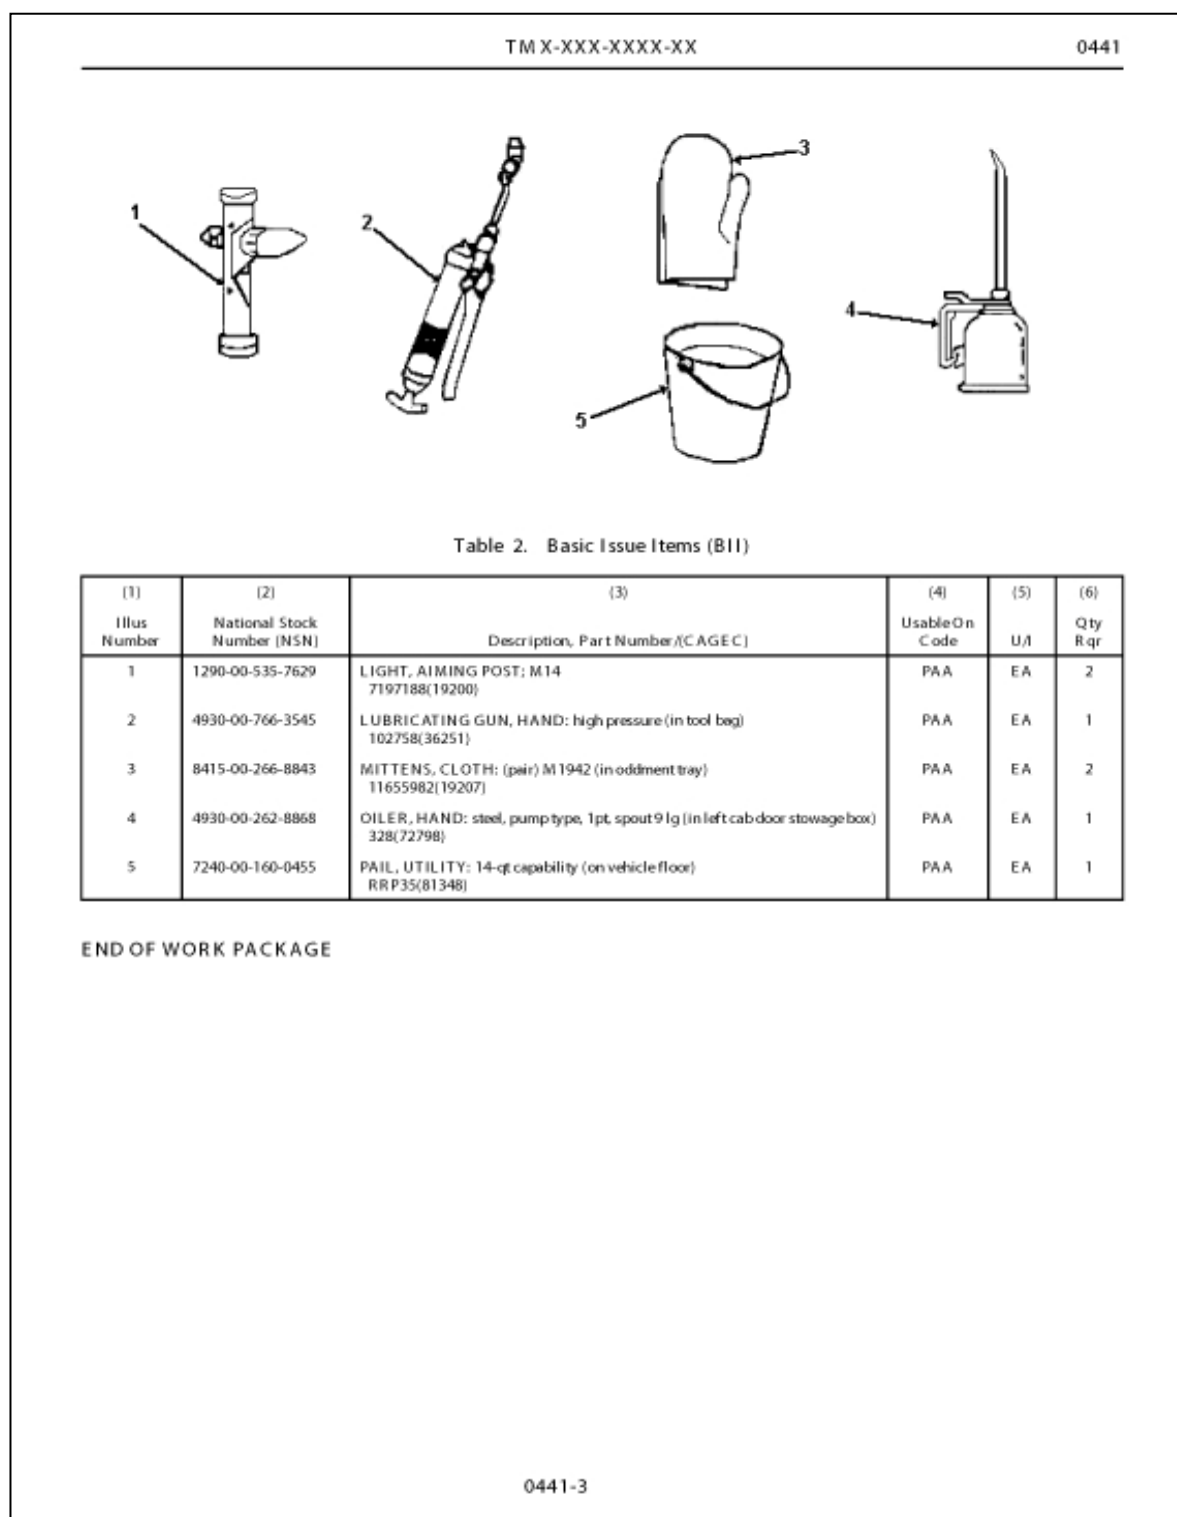 TM X-XXX-XXXX-XX 0441
1
2
3
4
5
Table 2. Basic Issue Items (BII)
(1) (2) (3) (4) (5) (6)
Illus Number National Stock Number (NSN) Description, Part Number/(CAGEC) Usable On Code U/I Qty Rqr
1 1290-00-535-7629 LIGHT, AIMING POST; M14 PAA EA 2
7197188(19200)
2 4930-00-766-3545 LUBRICATING GUN, HAND: high pressure (in tool bag) PAA EA 1
102758(36251)
3 8415-00-266-8843 MITTENS, CLOTH: (pair) M1942 (in oddment tray) PAA EA 2
11655982(19207)
4 4930-00-262-8868 OILER, HAND: steel, pump type, 1pt, spout 9 lg (in left cab door stowage box) PAA EA 1
328(72798)
5 7240-00-160-0455 PAIL, UTILITY: 14-qt capability (on vehicle floor) PAA EA 1
RRP35(81348)
END OF WORK PACKAGE
0441-3